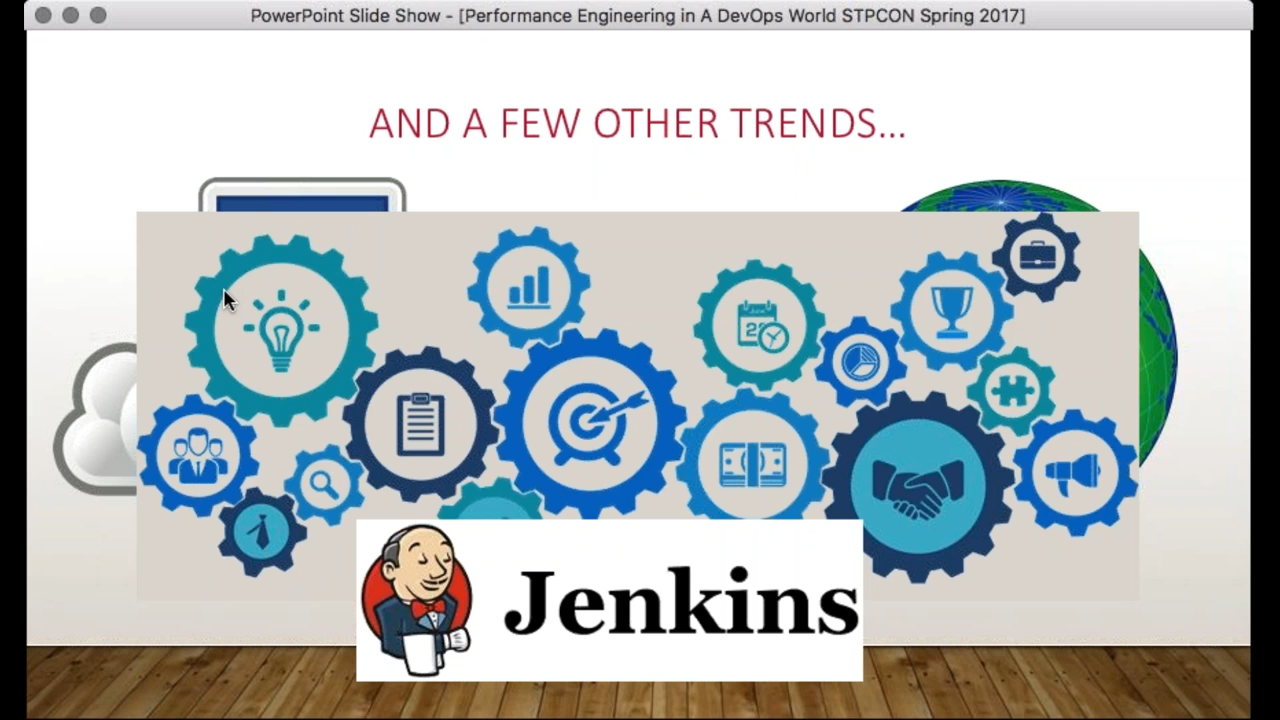 PowerPoint Slide Show - [Performance Engineering in A DevOps World STPCON Spring 2017]
AND A FEW OTHER TRENDS...
Jenkins